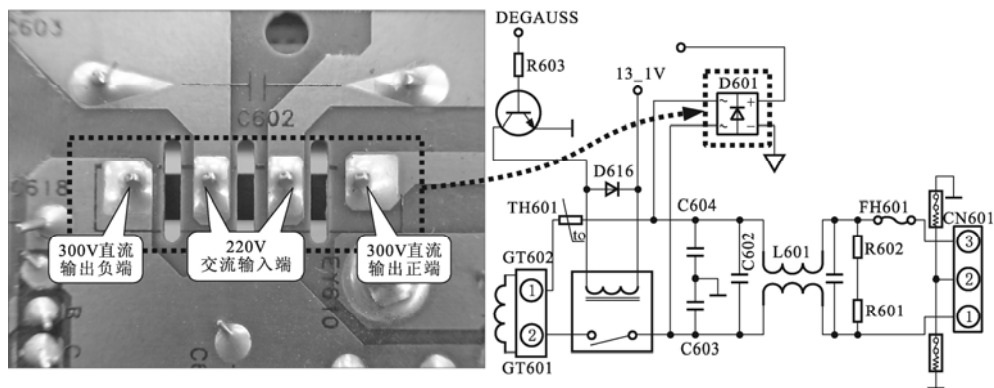 C603
C602
C618
300V直流
输出负端
220V
交流输入端
300V直流
输出正端
B
C
DEGAUSS
R603
13_1V
D601
~
+
~
−
D616
TH601
to
C604
C602
L601
FH601
CN601
R602
R601
③
②
①
GT602
①
②
GT601
C603